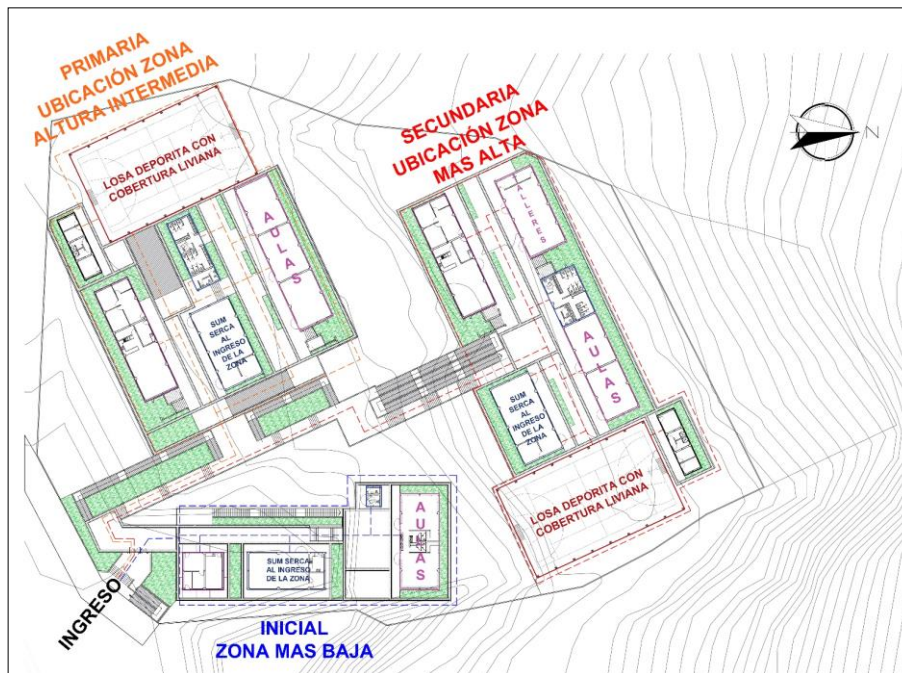 PRIMARIA
UBICACIÓN ZONA
ALTURA INTERMEDIA
LOSA DEPORITA CON
COBERTURA LIVIANA
AULAS
SUM
SERCA AL
INGRESO
DE LA
ZONA
SECUNDARIA
UBICACIÓN ZONA
MAS ALTA
TALLERES
AULAS
SUM
SERCA
AL
INGRESO
DE LA
ZONA
LOSA DEPORITA CON
COBERTURA LIVIANA
N
INGRESO
SUM SERCA
AL INGRESO
DE LA ZONA
AULAS
INICIAL
ZONA MAS BAJA